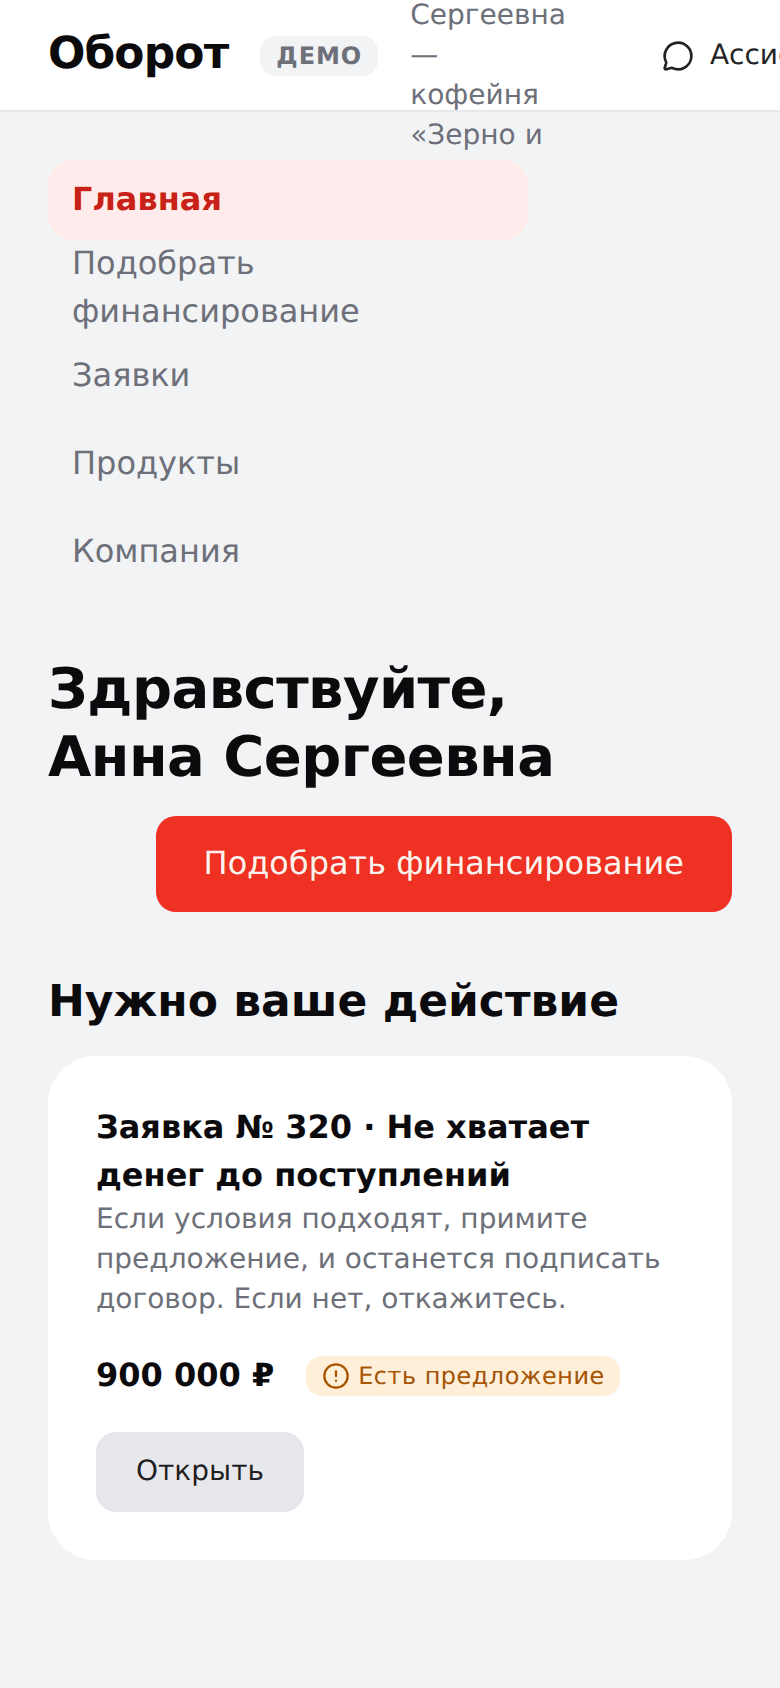 Оборот
ДЕМО
Сергеевна
—
кофейня
«Зерно и
Главная
Подобрать
финансирование
Заявки
Продукты
Компания
Здравствуйте,
Анна Сергеевна
Подобрать финансирование
Нужно ваше действие
Заявка № 320 · Не хватает
денег до поступлений
Если условия подходят, примите
предложение, и останется подписать
договор. Если нет, откажитесь.
900 000 ₽
Есть предложение
Открыть